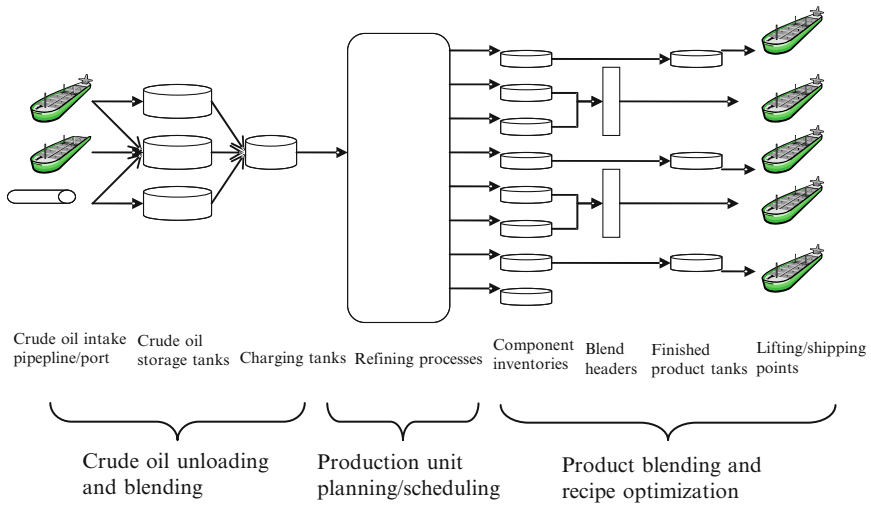 Crude oil intake
pipepline/port
Crude oil
storage tanks
Charging tanks
Refining processes
Component
inventories
Blend
headers
Finished
product tanks
Lifting/shipping
points
Crude oil unloading
and blending
Production unit
planning/scheduling
Product blending and
recipe optimization